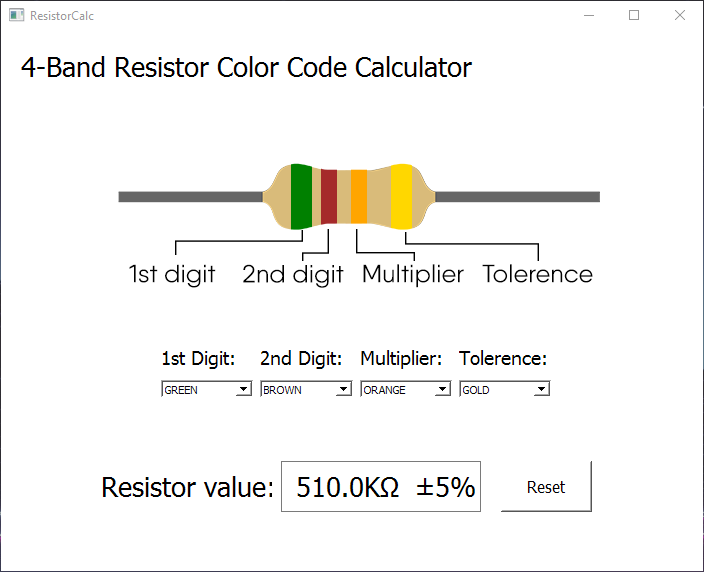 ResistorCalc
4-Band Resistor Color Code Calculator
1st digit 2nd digit Multiplier Tolerence
1st Digit: 2nd Digit: Multiplier: Tolerence:
GREEN BROWN ORANGE GOLD
Resistor value: 510.0KΩ ±5% Reset